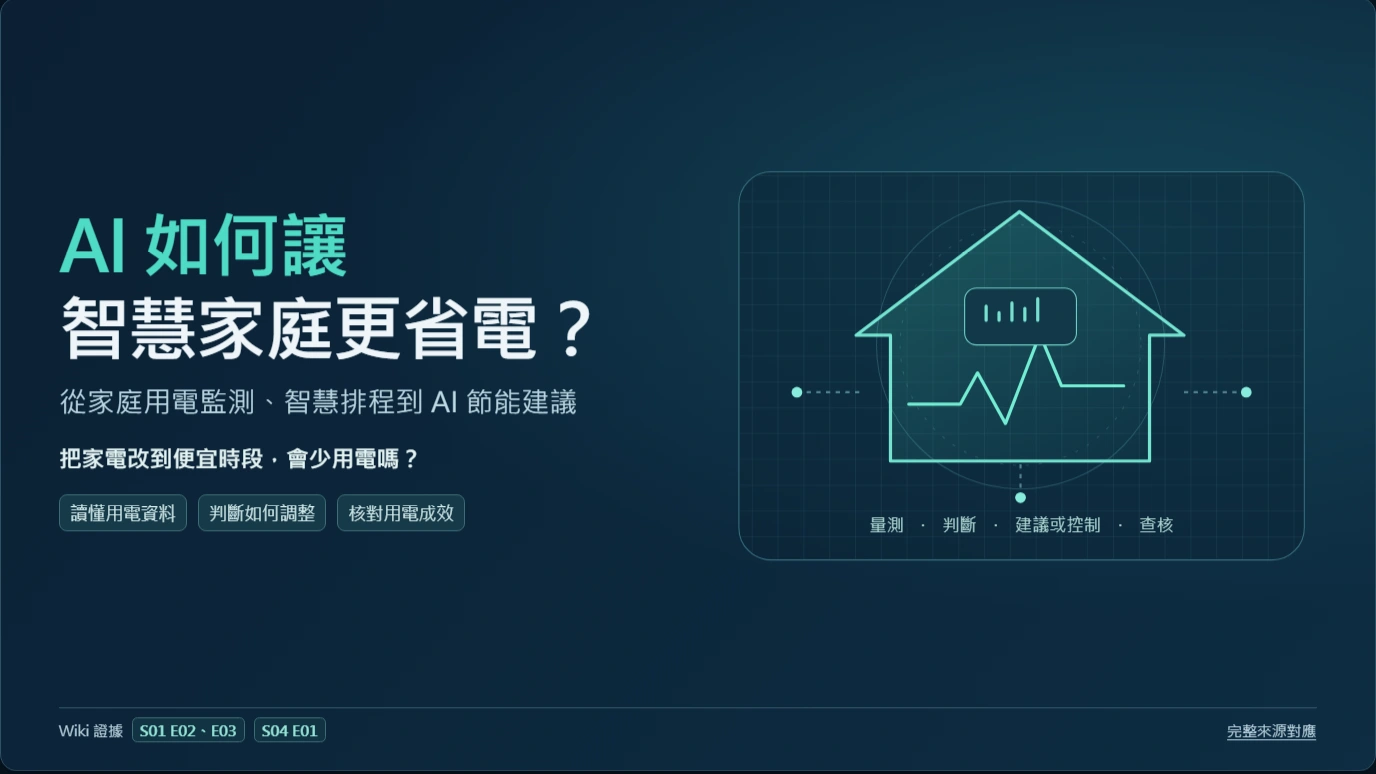 AI 如何讓
智慧家庭更省電？
從家庭用電監測、智慧排程到 AI 節能建議
把家電改到便宜時段，會少用電嗎？
讀懂用電資料 判斷如何調整 核對用電成效
量測 · 判斷 · 建議或控制 · 查核
Wiki 證據 S01 E02、E03 S04 E01
完整來源對應